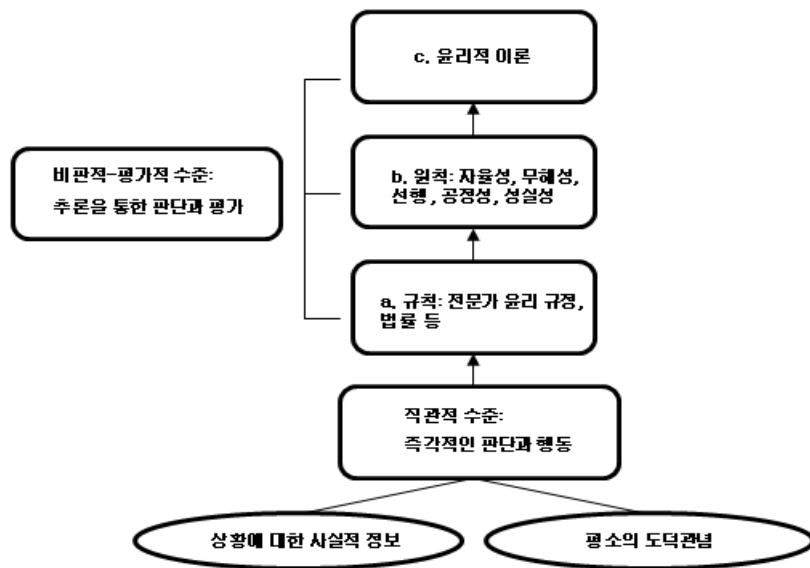 c. 윤리적 이론
비판적-평가적 수준:
추론을 통한 판단과 평가
b. 원칙: 자율성, 무해성,
선행, 공정성, 성실성
a. 규칙: 전문가 윤리 규정,
법률 등
직관적 수준:
즉각적인 판단과 행동
상황에 대한 사실적 정보
평소의 도덕관념